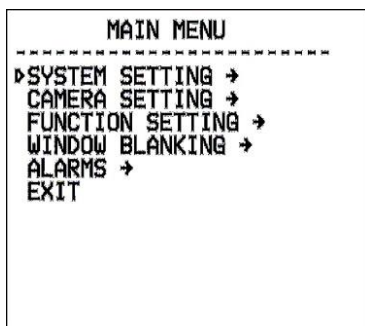 MAIN MENU
SYSTEM SETTING →
CAMERA SETTING →
FUNCTION SETTING →
WINDOW BLANKING →
ALARMS →
EXIT